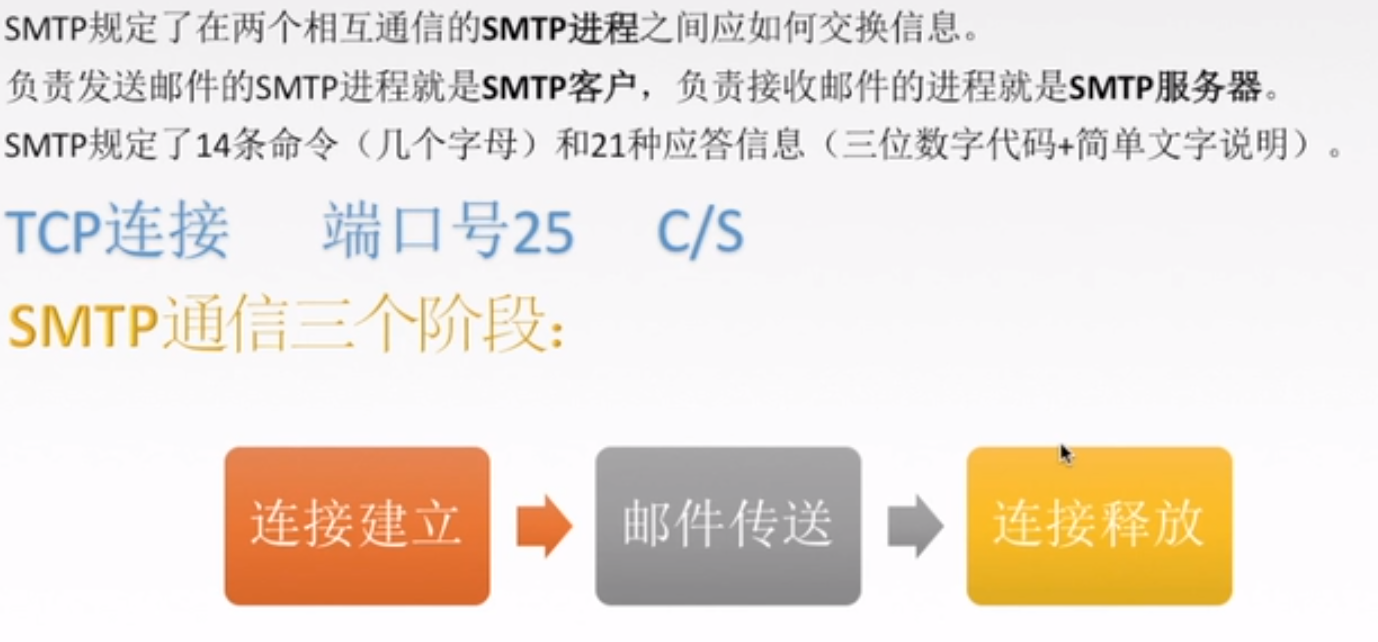 SMTP规定了在两个相互通信的SMTP进程之间应如何交换信息。
负责发送邮件的SMTP进程就是SMTP客户，负责接收邮件的进程就是SMTP服务器。
SMTP规定了14条命令（几个字母）和21种应答信息（三位数字代码+简单文字说明）。
TCP连接 端口号25 C/S
SMTP通信三个阶段:
连接建立 邮件传送 连接释放